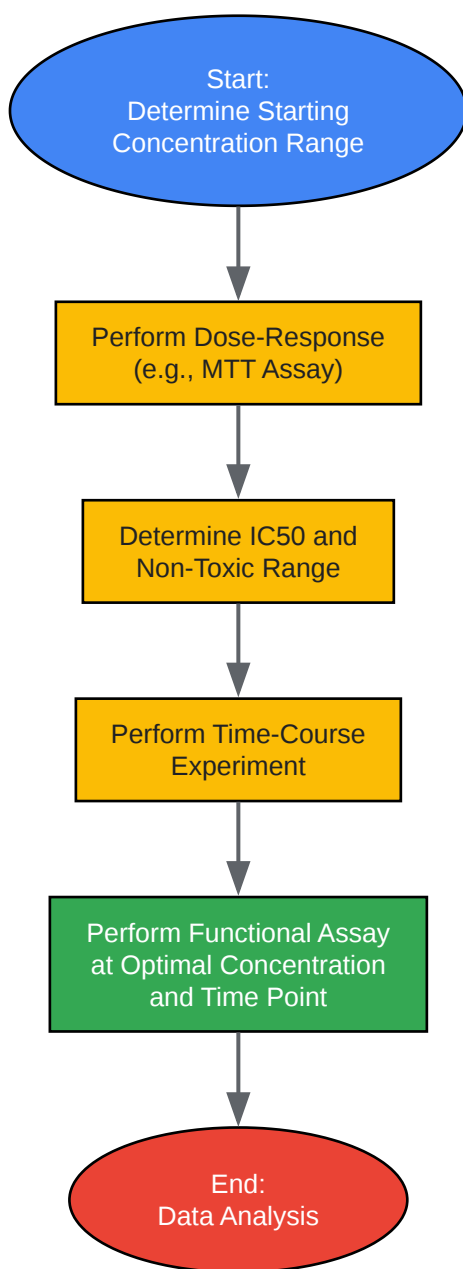 Start:
Determine Starting
Concentration Range
Perform Dose-Response
(e.g., MTT Assay)
Determine IC50 and
Non-Toxic Range
Perform Time-Course
Experiment
Perform Functional Assay
at Optimal Concentration
and Time Point
End:
Data Analysis